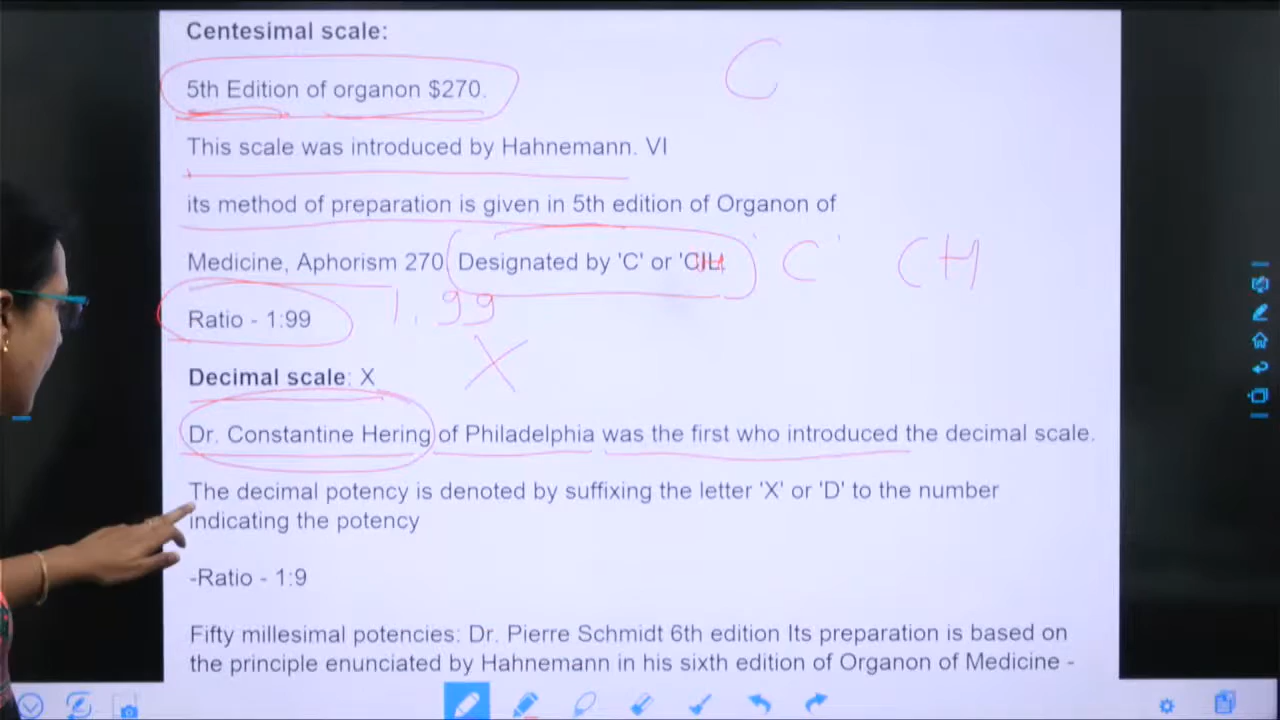 Centesimal scale:
C
5th Edition of organon $270.
This scale was introduced by Hahnemann. VI
its method of preparation is given in 5th edition of Organon of
Medicine, Aphorism 270 Designated by 'C' or 'CH. 'C' CH
Ratio - 1:99 1.99
Decimal scale: X X
Dr. Constantine Hering of Philadelphia was the first who introduced the decimal scale.
The decimal potency is denoted by suffixing the letter 'X' or 'D' to the number
indicating the potency
-Ratio - 1:9
Fifty millesimal potencies: Dr. Pierre Schmidt 6th edition Its preparation is based on
the principle enunciated by Hahnemann in his sixth edition of Organon of Medicine -